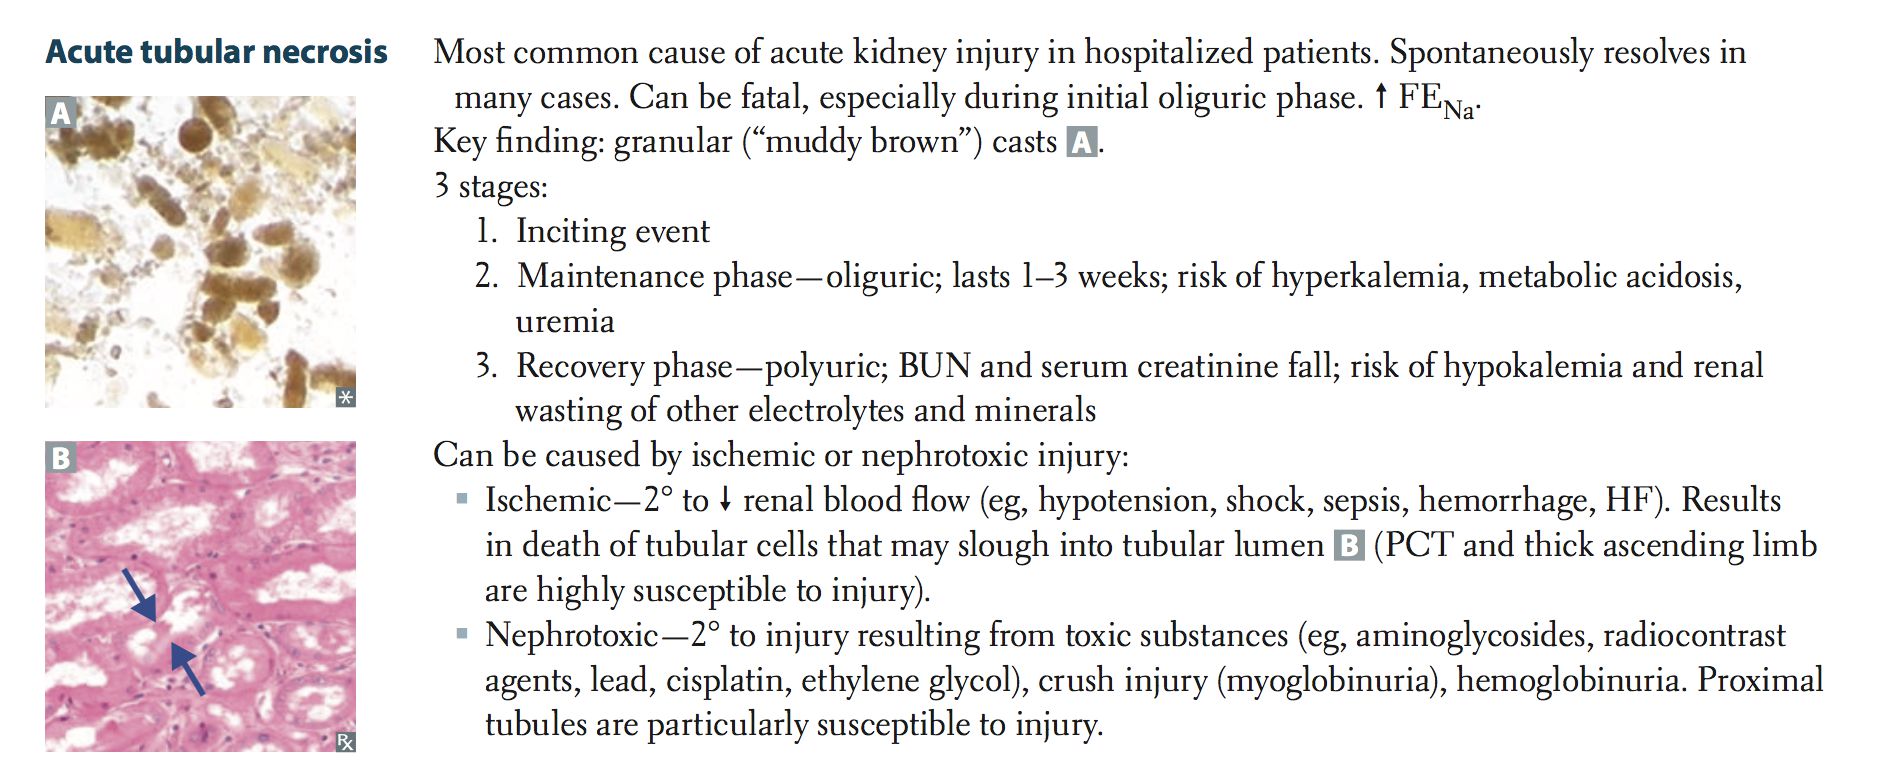 Acute tubular necrosis
A
B
Most common cause of acute kidney injury in hospitalized patients. Spontaneously resolves in
many cases. Can be fatal, especially during initial oliguric phase. ↑ FENa.
Key finding: granular (“muddy brown”) casts A.
3 stages:
1. Inciting event
2. Maintenance phase—oliguric; lasts 1–3 weeks; risk of hyperkalemia, metabolic acidosis,
uremia
3. Recovery phase—polyuric; BUN and serum creatinine fall; risk of hypokalemia and renal
wasting of other electrolytes and minerals
Can be caused by ischemic or nephrotoxic injury:
▪ Ischemic—2° to ↓ renal blood flow (eg, hypotension, shock, sepsis, hemorrhage, HF). Results
in death of tubular cells that may slough into tubular lumen B (PCT and thick ascending limb
are highly susceptible to injury).
▪ Nephrotoxic—2° to injury resulting from toxic substances (eg, aminoglycosides, radiocontrast
agents, lead, cisplatin, ethylene glycol), crush injury (myoglobinuria), hemoglobinuria. Proximal
tubules are particularly susceptible to injury.
℞